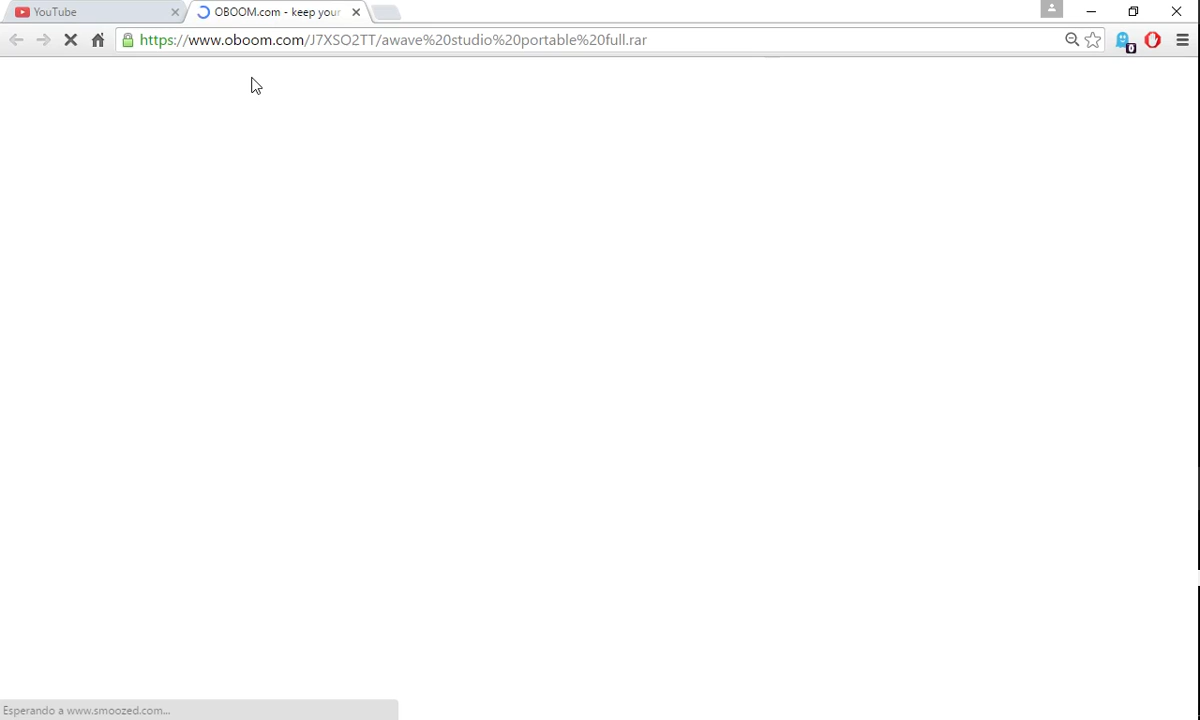 YouTube
OBOOM.com - keep your
https://www.oboom.com/J7XSO2TT/awave%20studio%20portable%20full.rar
0
Esperando a www.smoozed.com...